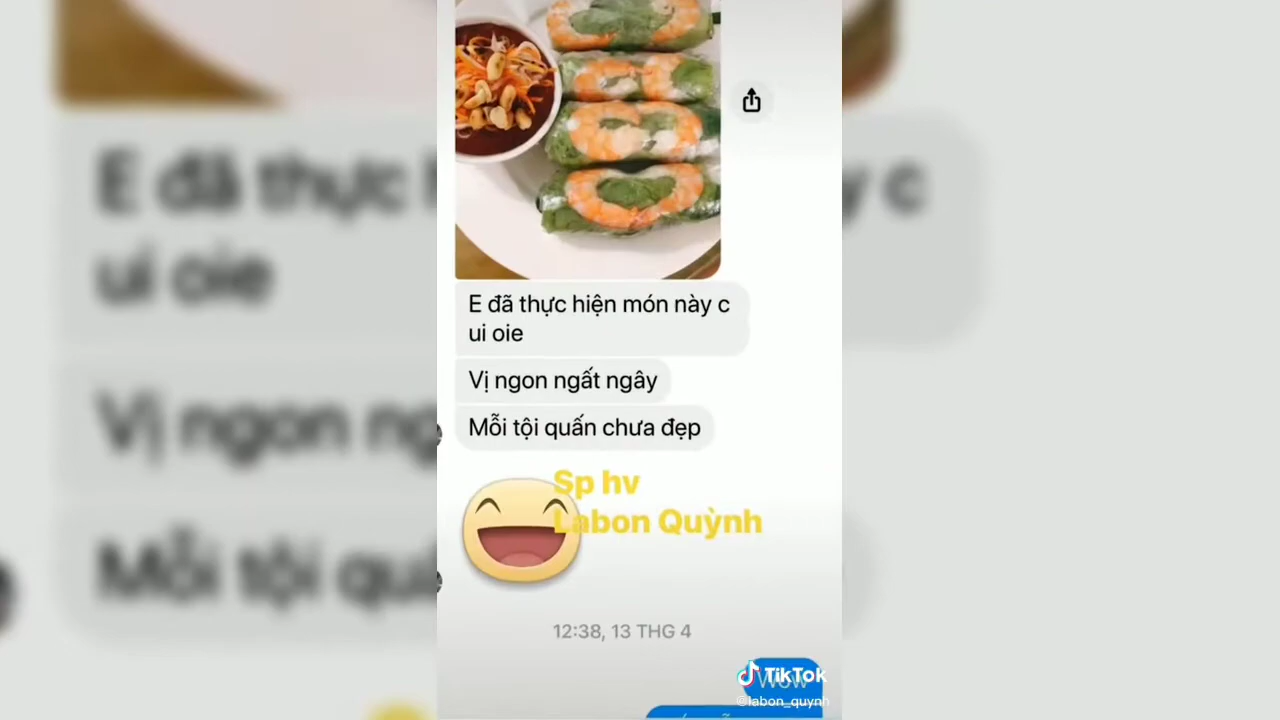 E đã thực hiện món này c
ui oie
Vị ngon ngất ngây
Mỗi tội quấn chưa đẹp
Sp hv
Labon Quỳnh
12:38, 13 THG 4
Wow
TikTok
@labon_quynh